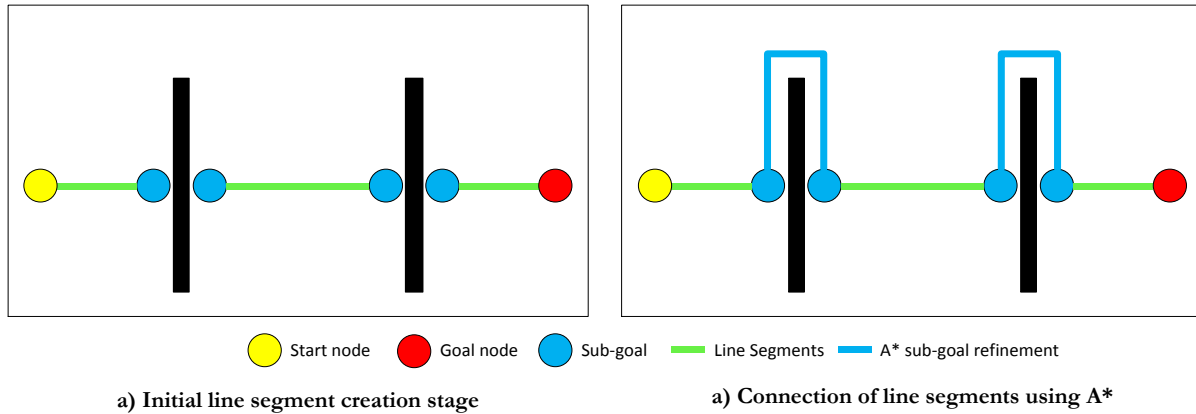 Start node
Goal node
Sub-goal
Line Segments
A* sub-goal refinement
a) Initial line segment creation stage
a) Connection of line segments using A*